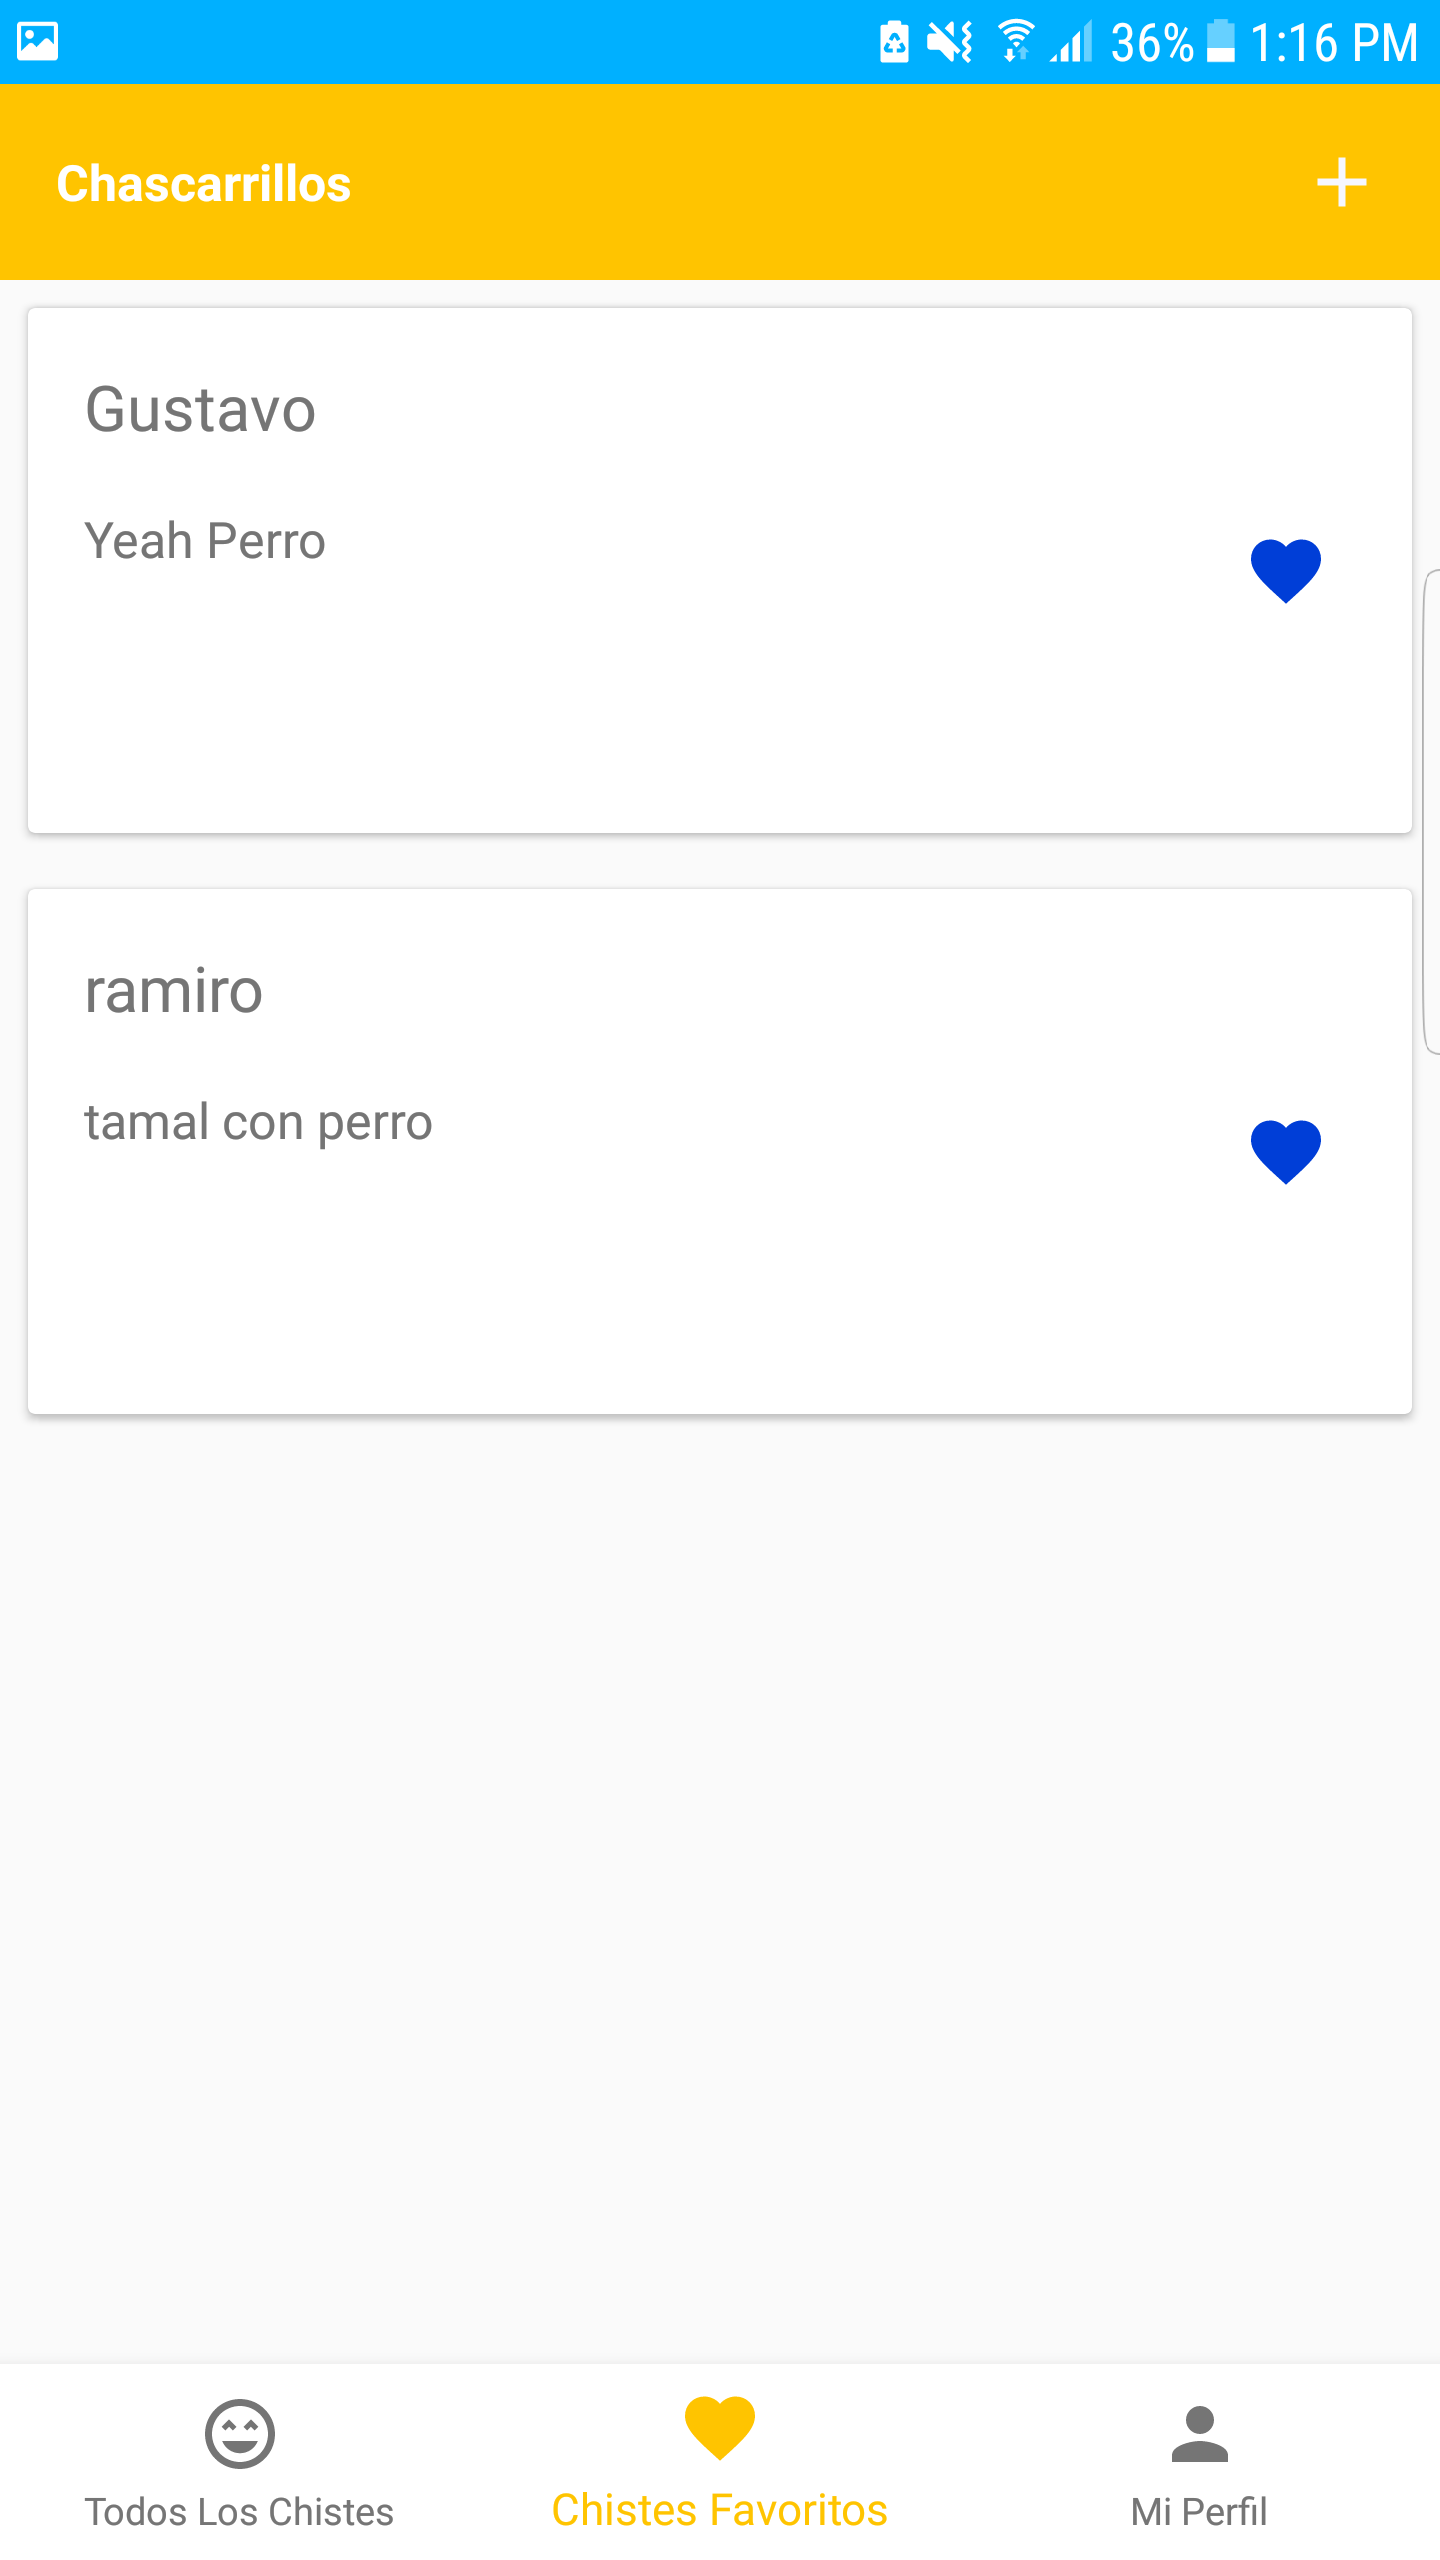 36% 1:16 PM
Chascarrillos
Gustavo
Yeah Perro
ramiro
tamal con perro
Todos Los Chistes
Chistes Favoritos
Mi Perfil